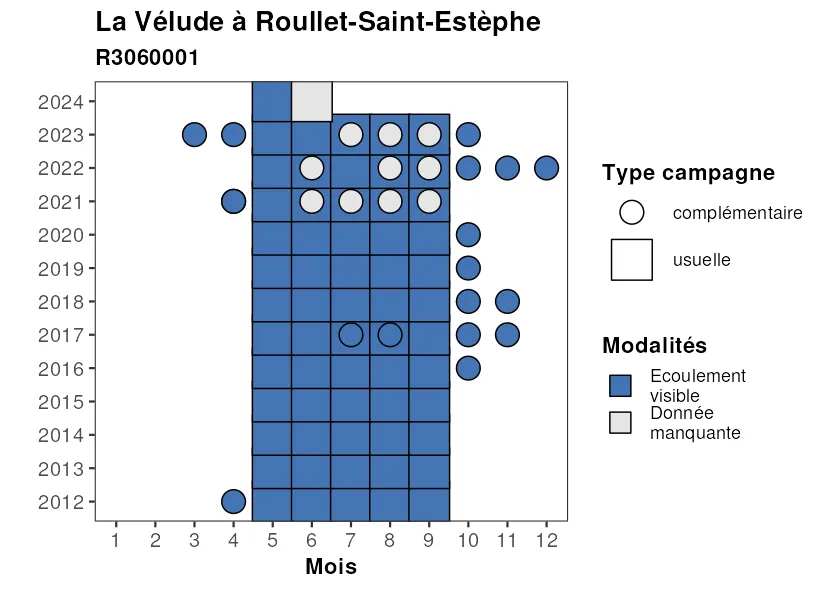 La Vélude à Roullet-Saint-Estèphe
R3060001
2024
2023
2022
2021
2020
2019
2018
2017
2016
2015
2014
2013
2012
1 2 3 4 5 6 7 8 9 10 11 12
Mois
Type campagne
complémentaire
usuelle
Modalités
Ecoulement
visible
Donnée
manquante